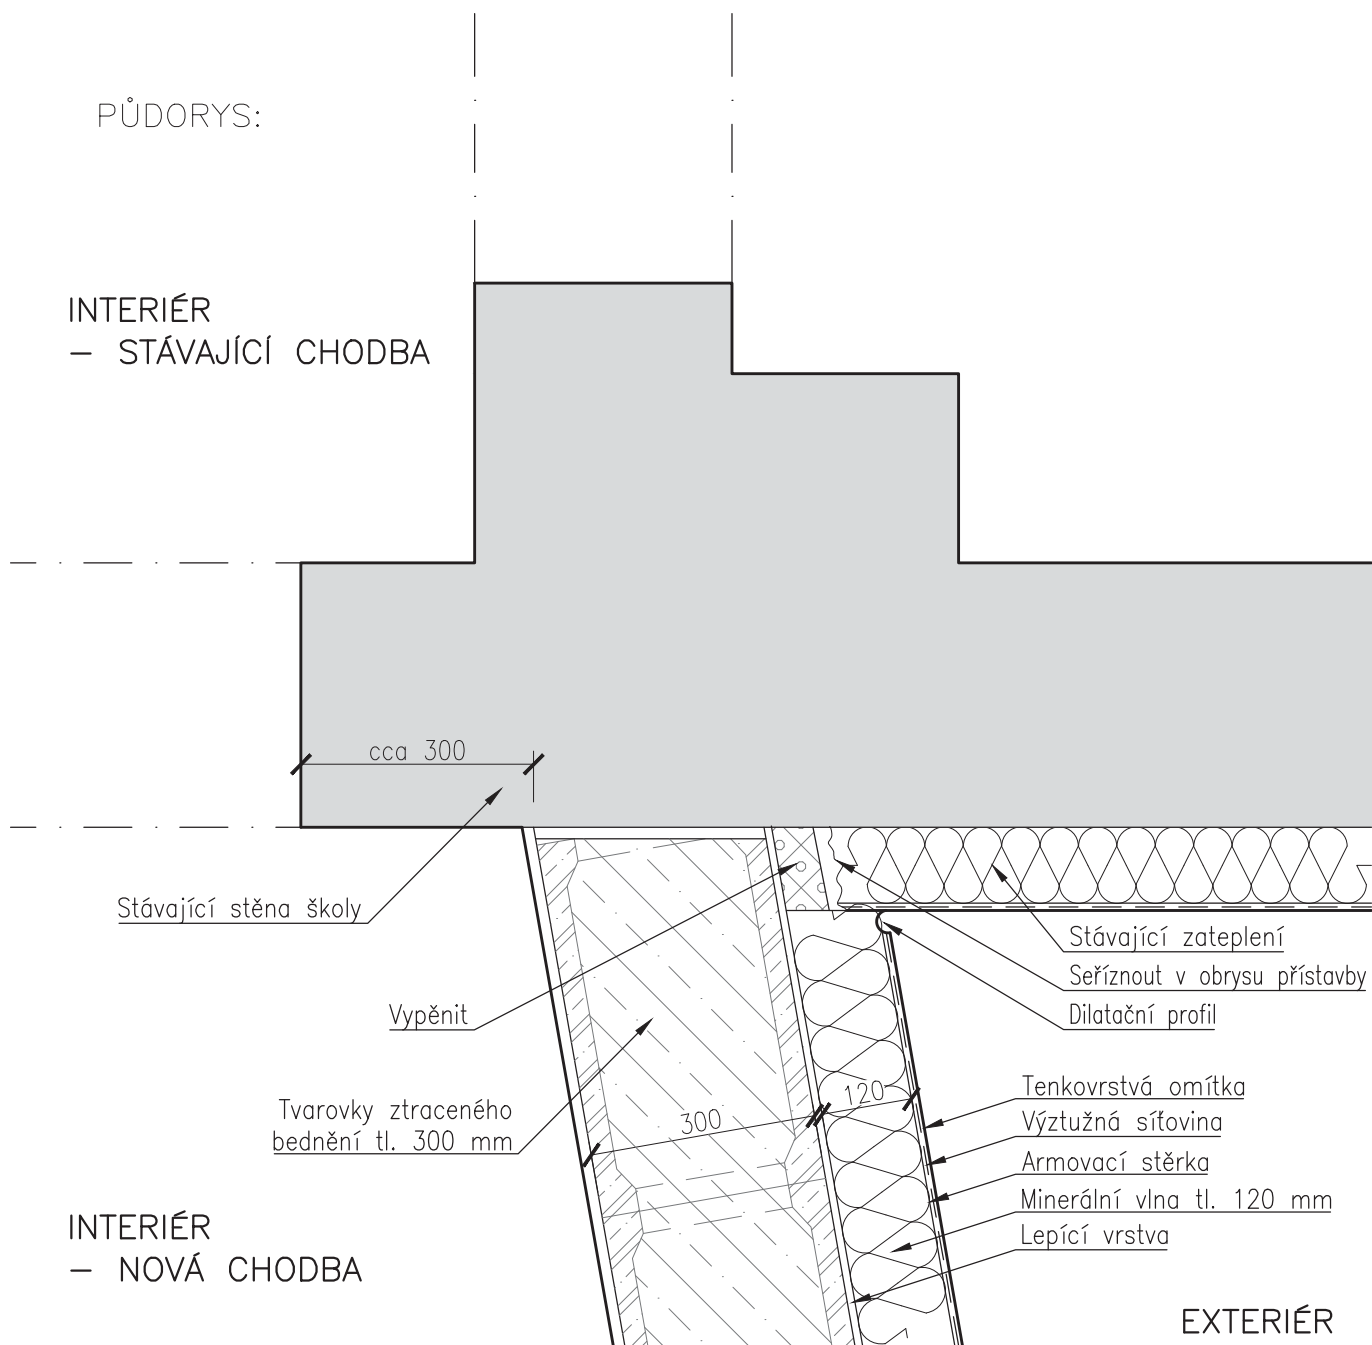 PŮDORYS:
INTERIÉR
– STÁVAJÍCÍ CHODBA
cca 300
Stávající stěna školy
Stávající zateplení
Seříznout v obrysu přístavby
Dilatační profil
Vypěnit
Tvarovky ztraceného
bednění tl. 300 mm
300
120
Tenkovrstvá omítka
Výztužná síťovina
Armovací stěrka
Minerální vlna tl. 120 mm
Lepící vrstva
INTERIÉR
– NOVÁ CHODBA
EXTERIÉR